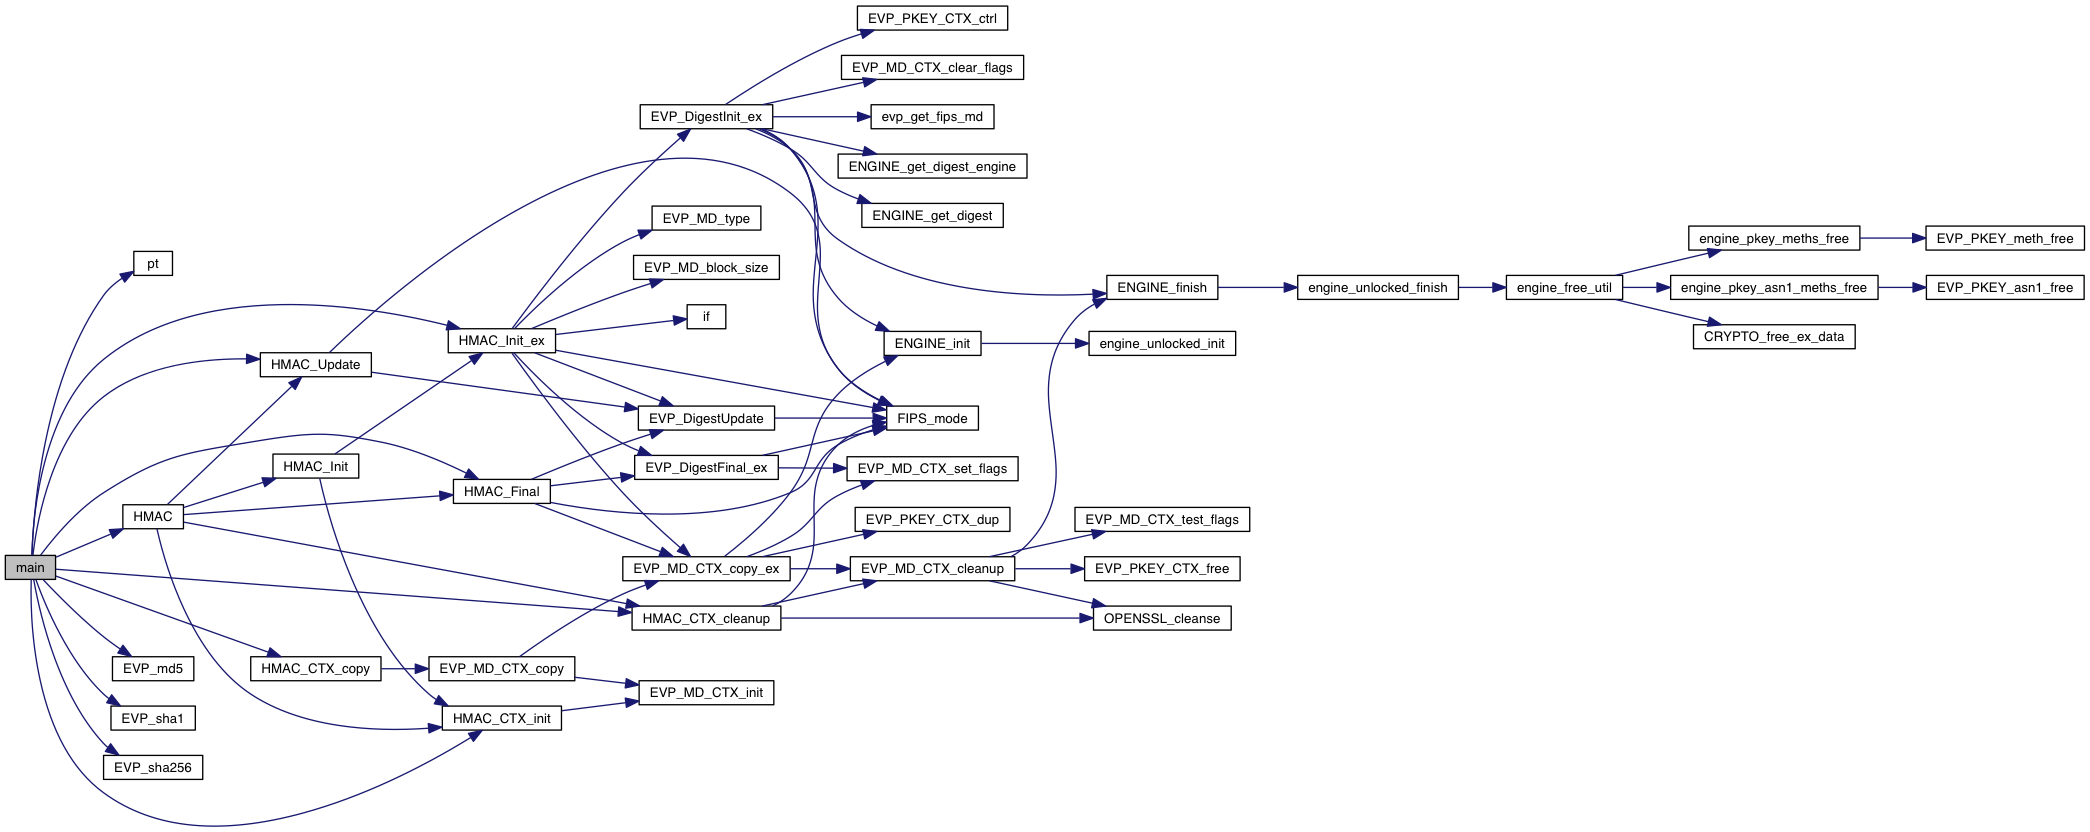 main
pt
HMAC_Update
HMAC_Init
HMAC
EVP_md5
EVP_sha1
EVP_sha256
HMAC_CTX_copy
HMAC_Init_ex
HMAC_Final
EVP_MD_CTX_copy
HMAC_CTX_init
EVP_DigestInit_ex
EVP_MD_type
EVP_MD_block_size
if
EVP_DigestUpdate
EVP_DigestFinal_ex
EVP_MD_CTX_copy_ex
HMAC_CTX_cleanup
EVP_MD_CTX_init
EVP_PKEY_CTX_ctrl
EVP_MD_CTX_clear_flags
evp_get_fips_md
ENGINE_get_digest_engine
ENGINE_get_digest
ENGINE_init
FIPS_mode
EVP_MD_CTX_set_flags
EVP_PKEY_CTX_dup
EVP_MD_CTX_cleanup
ENGINE_finish
engine_unlocked_init
EVP_MD_CTX_test_flags
EVP_PKEY_CTX_free
OPENSSL_cleanse
engine_unlocked_finish
engine_free_util
engine_pkey_meths_free
engine_pkey_asn1_meths_free
CRYPTO_free_ex_data
EVP_PKEY_meth_free
EVP_PKEY_asn1_free